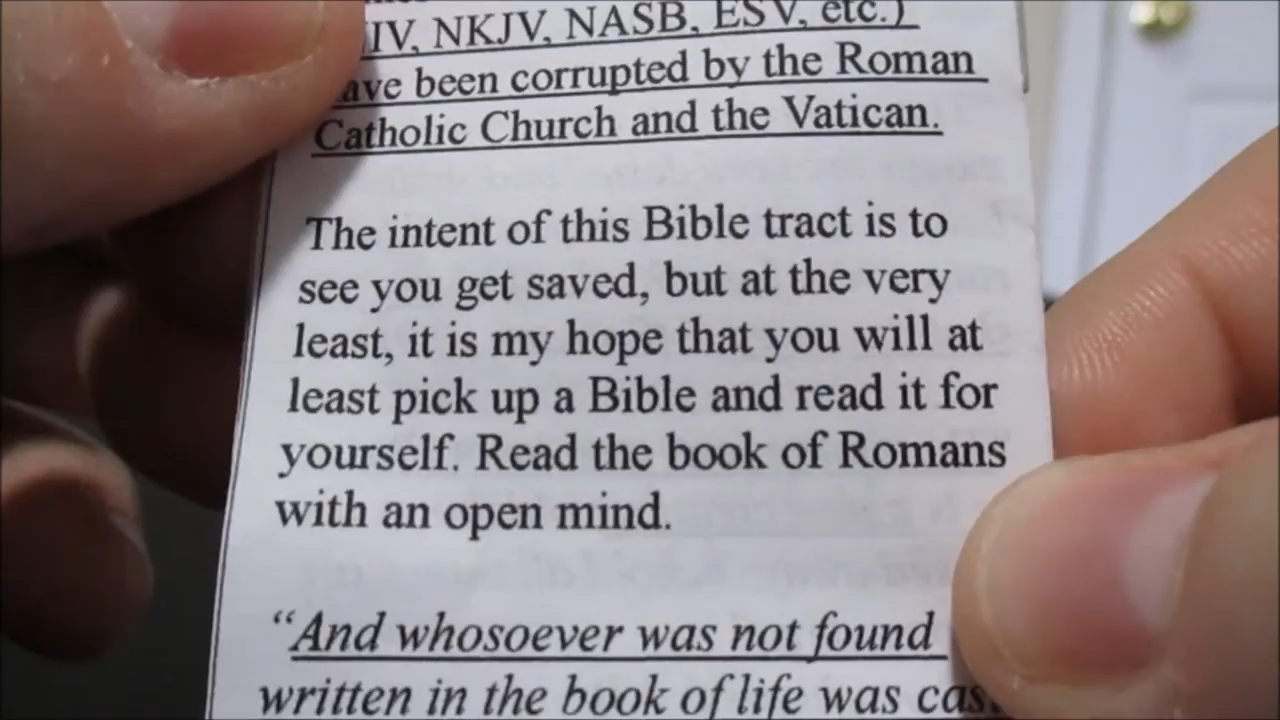 IV, NKJV, NASB, ESV, etc.)
ave been corrupted by the Roman
Catholic Church and the Vatican.
The intent of this Bible tract is to
see you get saved, but at the very
least, it is my hope that you will at
least pick up a Bible and read it for
yourself. Read the book of Romans
with an open mind.
“And whosoever was not found
written in the book of life was cas